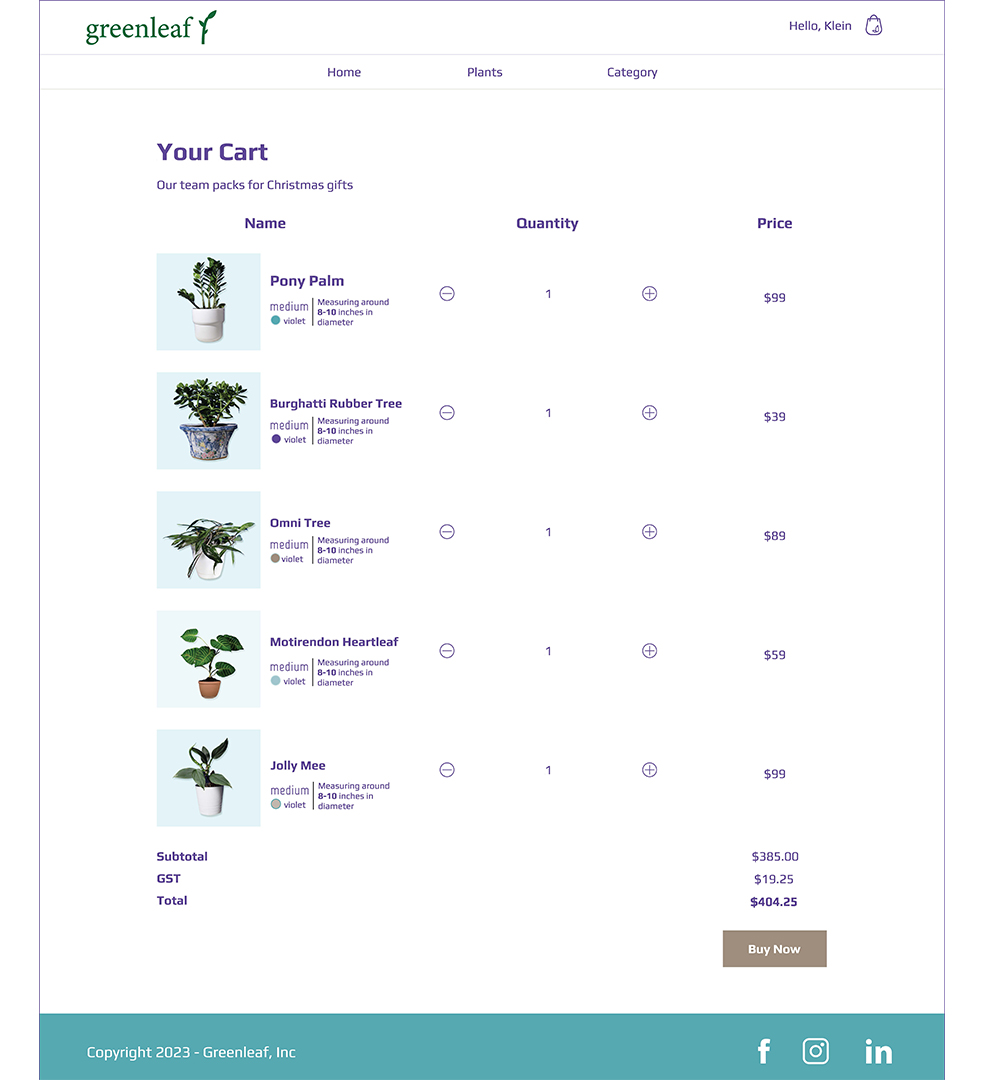 greenleaf
Hello, Klein
Home Plants Category
Your Cart
Our team packs for Christmas gifts
Name Quantity Price
Pony Palm
medium
violet
Measuring around
8-10 inches in
diameter
1
$99
Burghatti Rubber Tree
medium
violet
Measuring around
8-10 inches in
diameter
1
$39
Omni Tree
medium
violet
Measuring around
8-10 inches in
diameter
1
$89
Motirendon Heartleaf
medium
violet
Measuring around
8-10 inches in
diameter
1
$59
Jolly Mee
medium
violet
Measuring around
8-10 inches in
diameter
1
$99
Subtotal $385.00
GST $19.25
Total $404.25
Buy Now
Copyright 2023 - Greenleaf, Inc